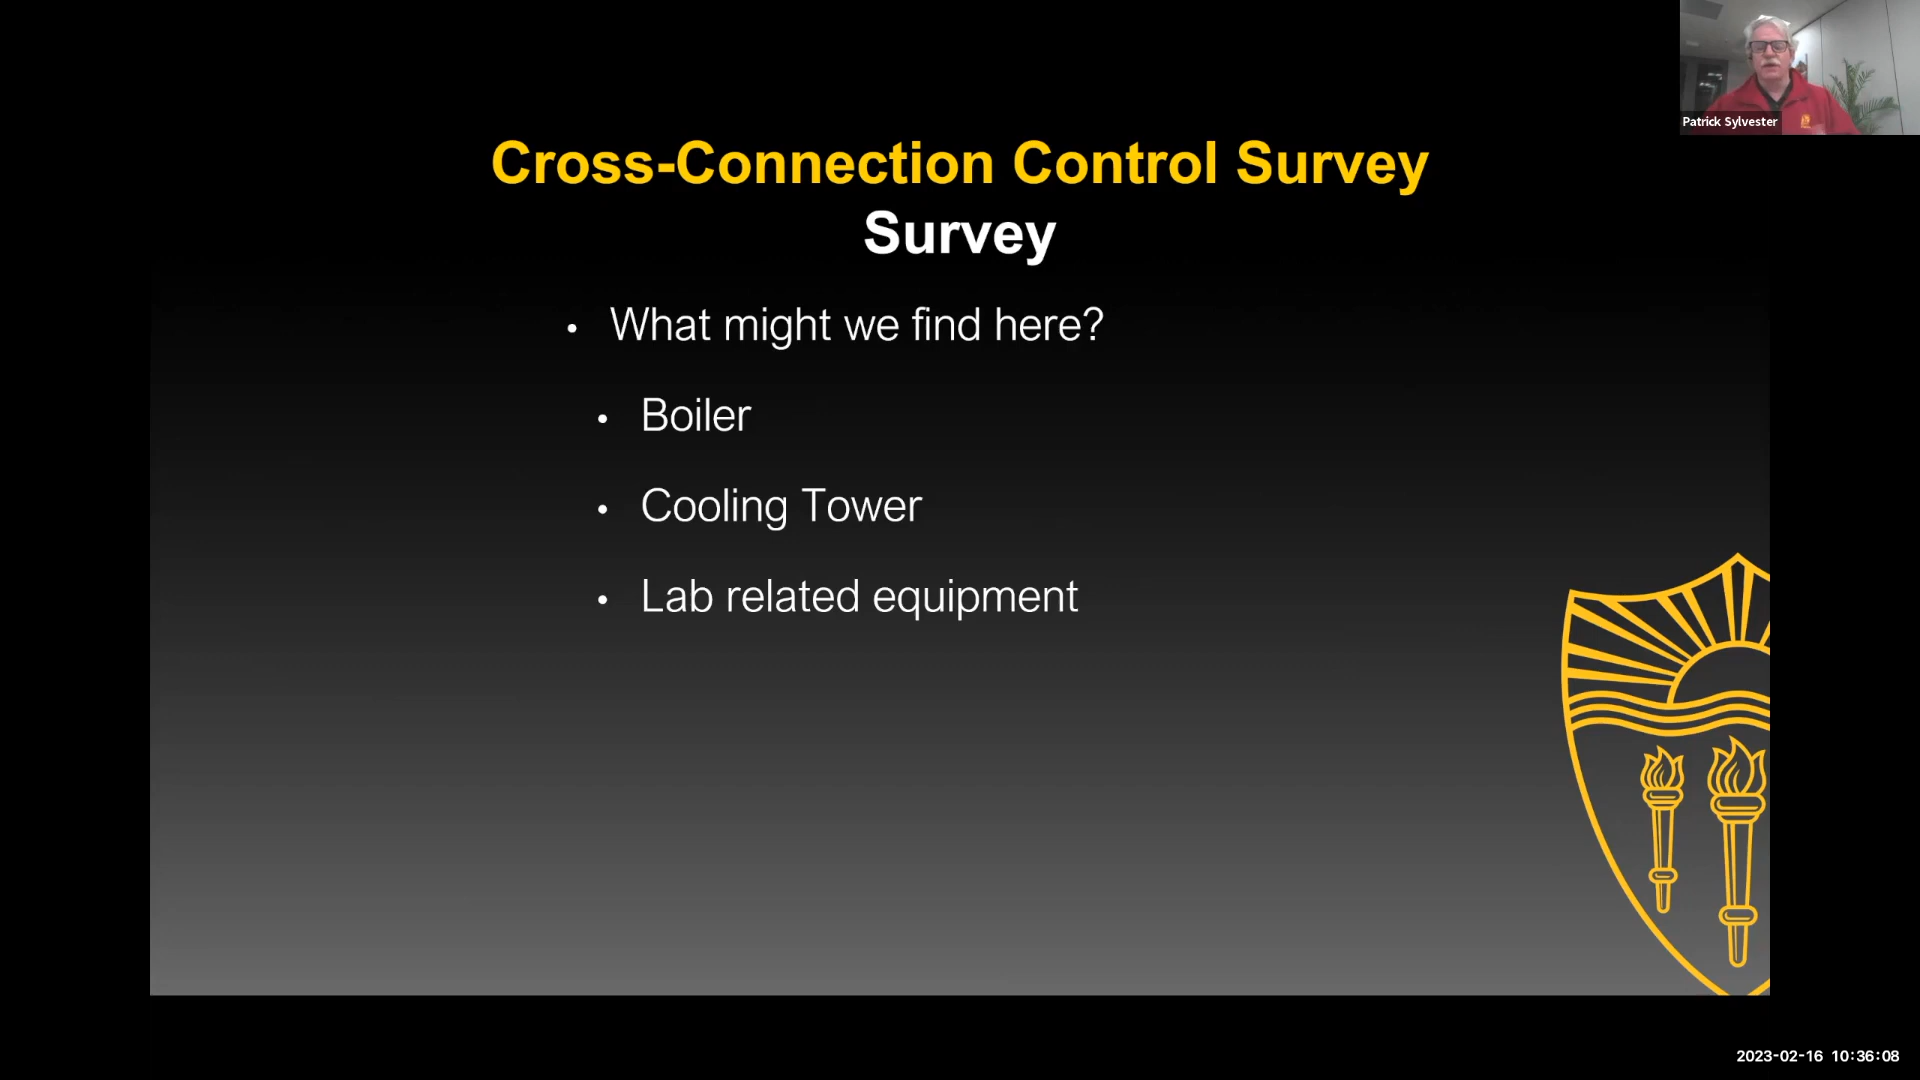 Patrick Sylvester
Cross-Connection Control Survey
Survey
• What might we find here?
• Boiler
• Cooling Tower
• Lab related equipment
2023-02-16 10:36:08